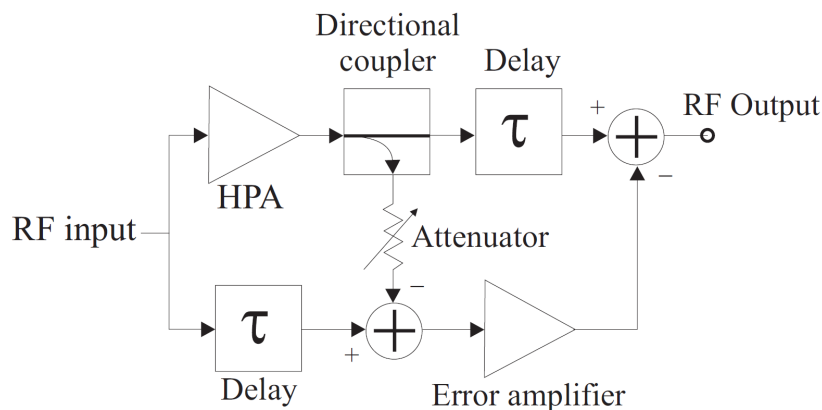 Directional
coupler
Delay
τ
+
RF Output
−
HPA
RF input
Attenuator
−
τ
+
Delay
Error amplifier